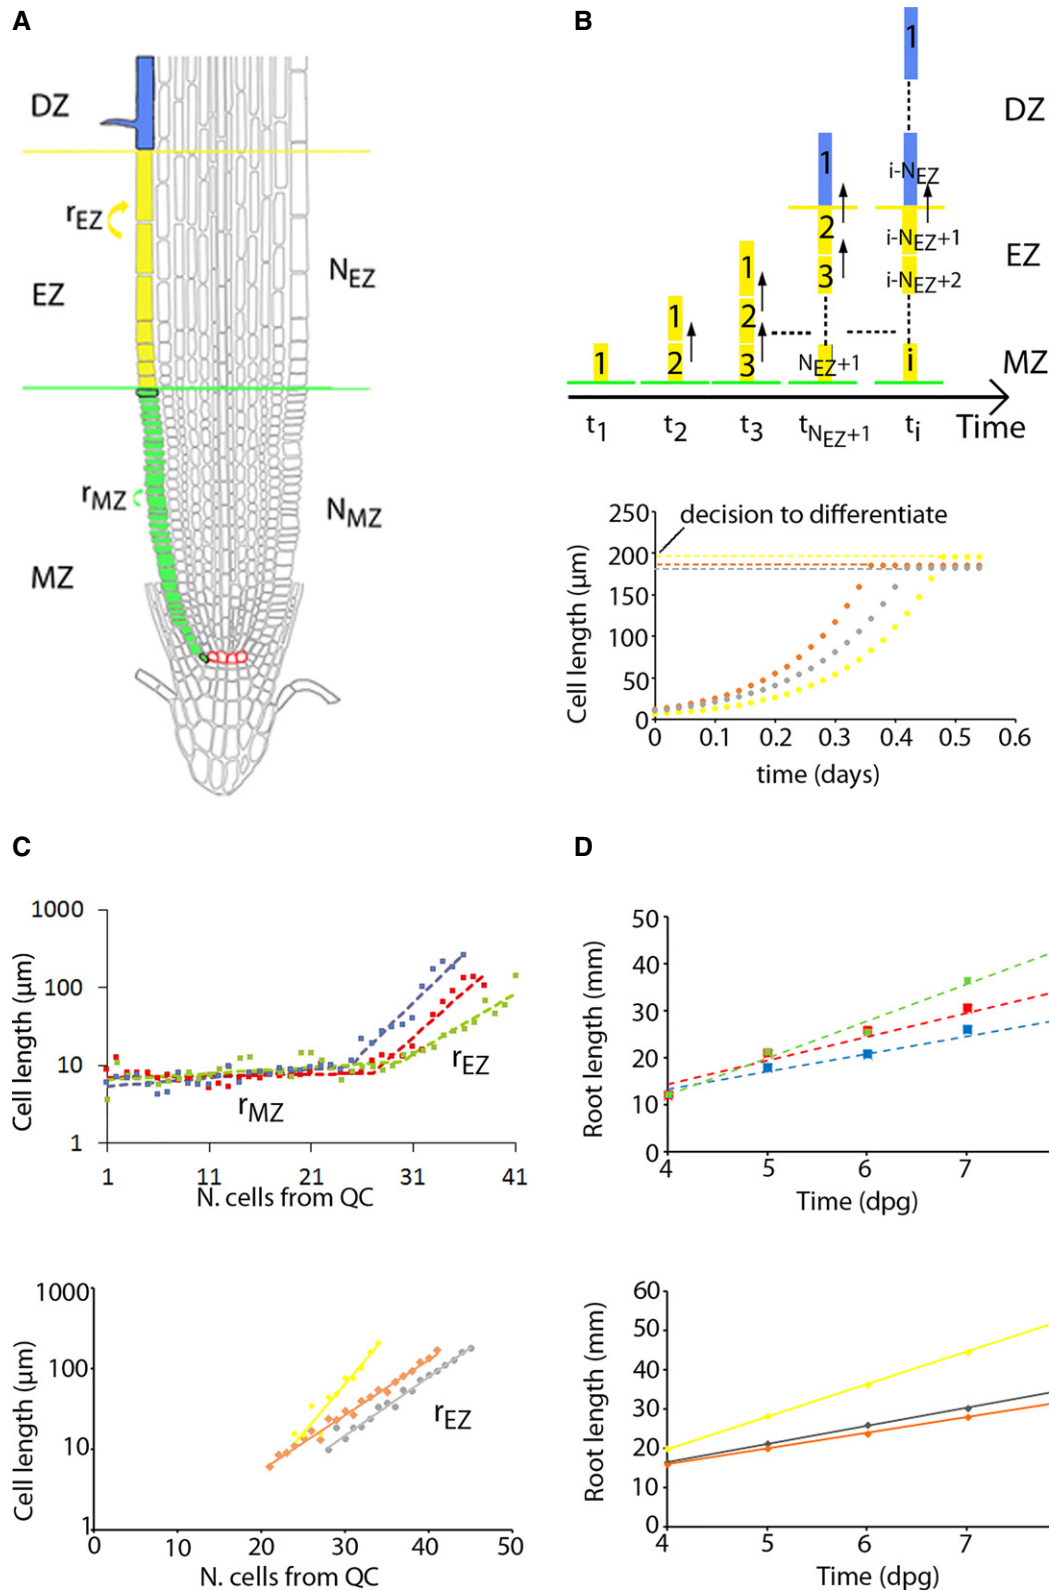 A
DZ
rEZ
EZ
NEZ
rMZ
NMZ
MZ
B
1
DZ
1
i-NEZ
2
i-NEZ+1
1
EZ
3
i-NEZ+2
1
2
1
2
3
NEZ+1
i
MZ
t1
t2
t3
tNEZ+1
ti
Time
250
decision to differentiate
200
150
100
50
0
Cell length (µm)
0
0.1
0.2
0.3
0.4
0.5
0.6
time (days)
C
1000
100
10
1
Cell length (µm)
rEZ
rMZ
1
11
21
31
41
N. cells from QC
1000
100
10
1
Cell length (µm)
rEZ
0
10
20
30
40
50
N. cells from QC
D
50
40
30
20
10
0
Root length (mm)
4
5
6
7
Time (dpg)
60
50
40
30
20
10
0
Root length (mm)
4
5
6
7
Time (dpg)